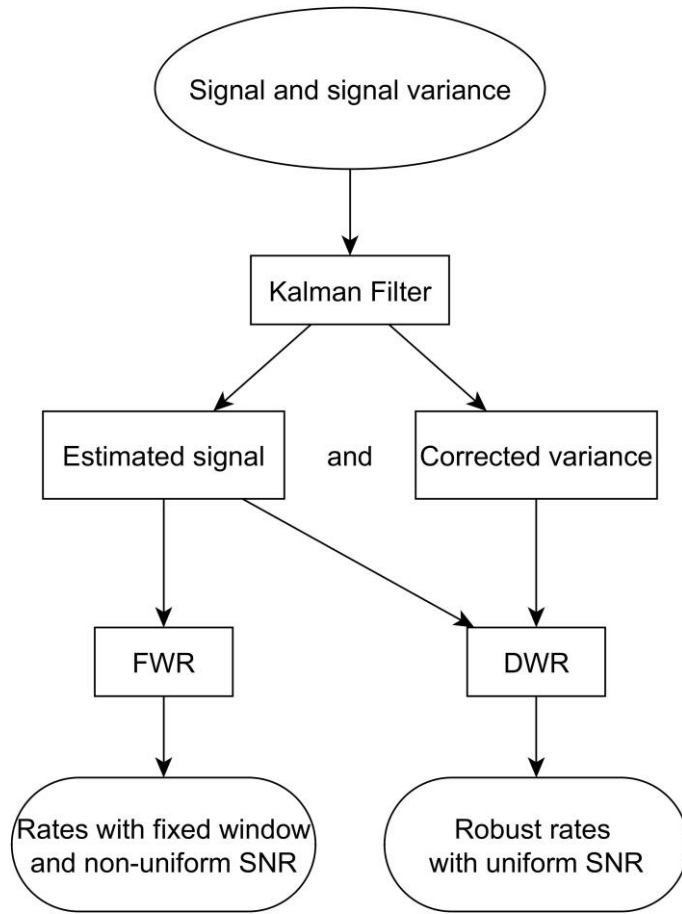 Signal and signal variance
Kalman Filter
Estimated signal
and
Corrected variance
FWR
DWR
Rates with fixed window
and non-uniform SNR
Robust rates
with uniform SNR